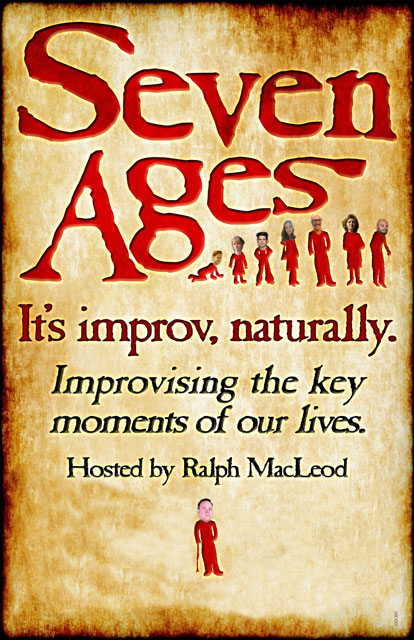 Seven
Ages
It's improv, naturally.
Improvising the key
moments of our lives.
Hosted by Ralph MacLeod